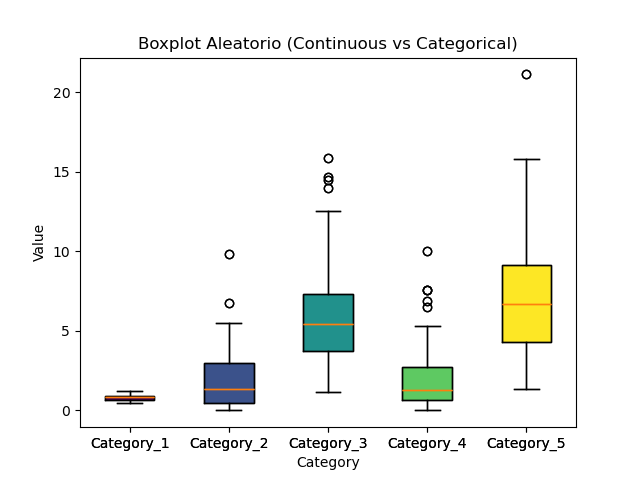 Boxplot Aleatorio (Continuous vs Categorical)
20
15
10
5
0
Value
Category_1 Category_2 Category_3 Category_4 Category_5
Category